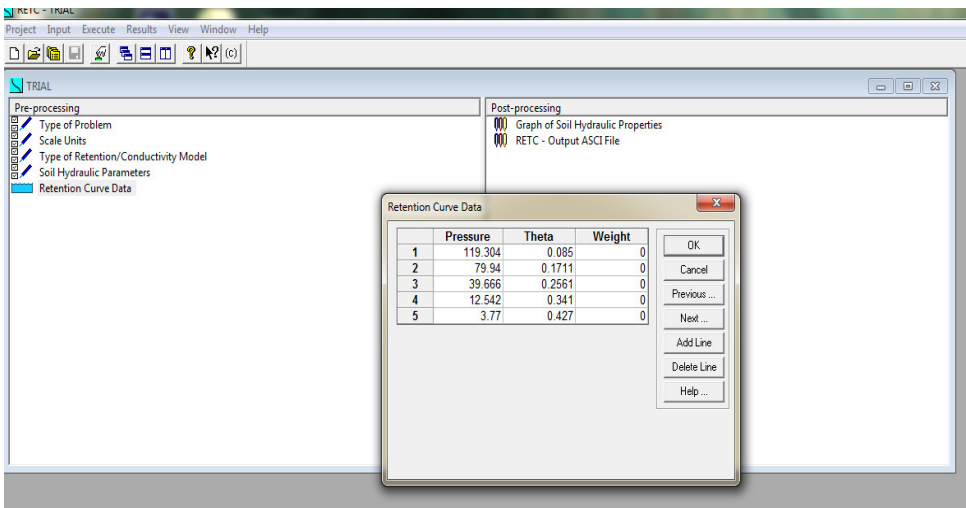 RETC - TRIAL
Project Input Execute Results View Window Help
(c)
TRIAL
Pre-processing
Type of Problem
Scale Units
Type of Retention/Conductivity Model
Soil Hydraulic Parameters
Retention Curve Data
Post-processing
Graph of Soil Hydraulic Properties
RETC - Output ASCI File
Retention Curve Data
Pressure Theta Weight
1 119.304 0.085 0
2 79.94 0.1711 0
3 39.666 0.2561 0
4 12.542 0.341 0
5 3.77 0.427 0
OK
Cancel
Previous ...
Next ...
Add Line
Delete Line
Help ...